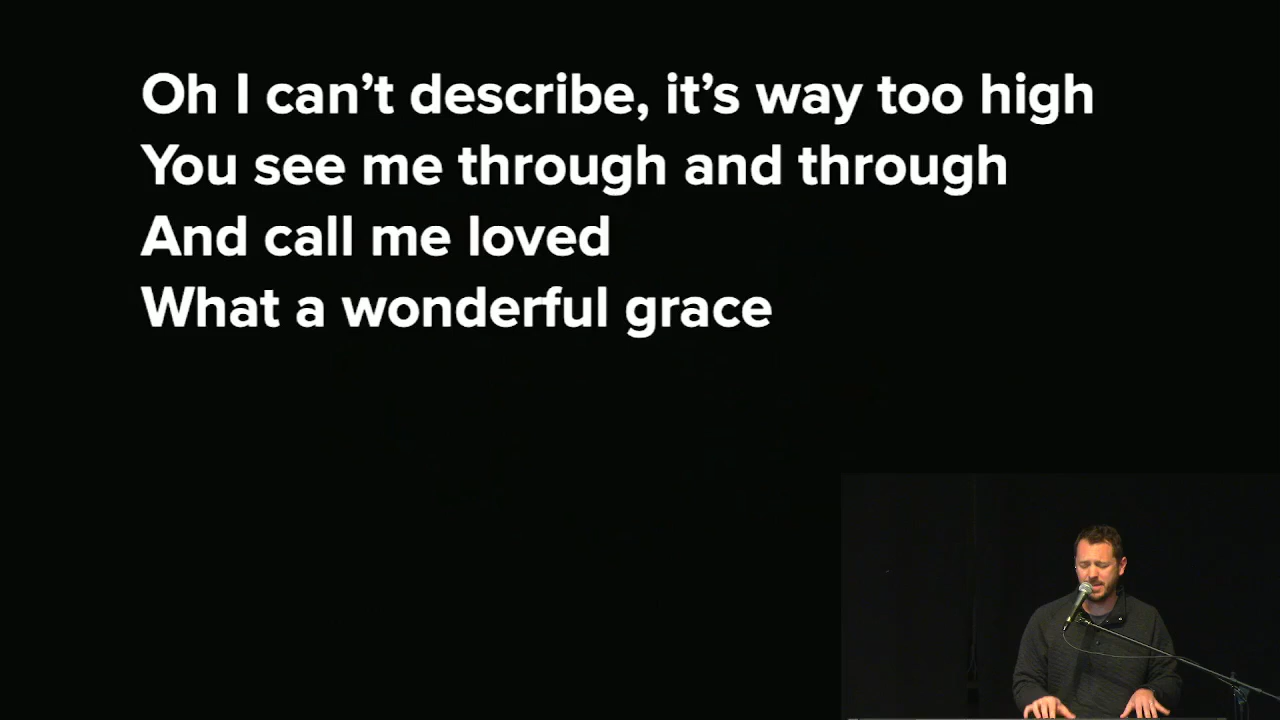 Oh I can’t describe, it’s way too high
You see me through and through
And call me loved
What a wonderful grace